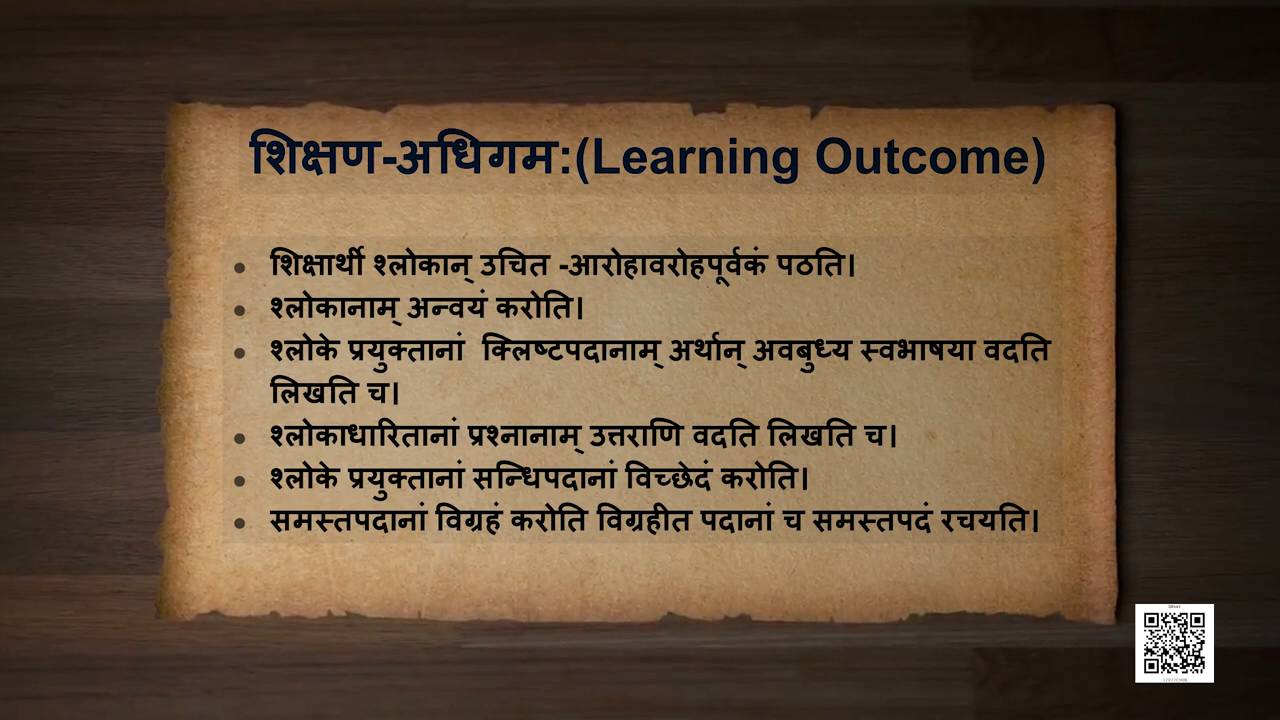 शिक्षण-अधिगम:(Learning Outcome)
शिक्षार्थी श्लोकान् उचित -आरोहावरोहपूर्वकं पठति।
श्लोकानाम् अन्वयं करोति।
श्लोके प्रयुक्तानां क्लिष्टपदानाम् अर्थान् अवबुध्य स्वभाषया वदति
लिखति च।
श्लोकाधारितानां प्रश्नानाम् उत्तराणि वदति लिखति च।
श्लोके प्रयुक्तानां सन्धिपदानां विच्छेदं करोति।
समस्तपदानां विग्रहं करोति विग्रहीत पदानां च समस्तपदं रचयति।